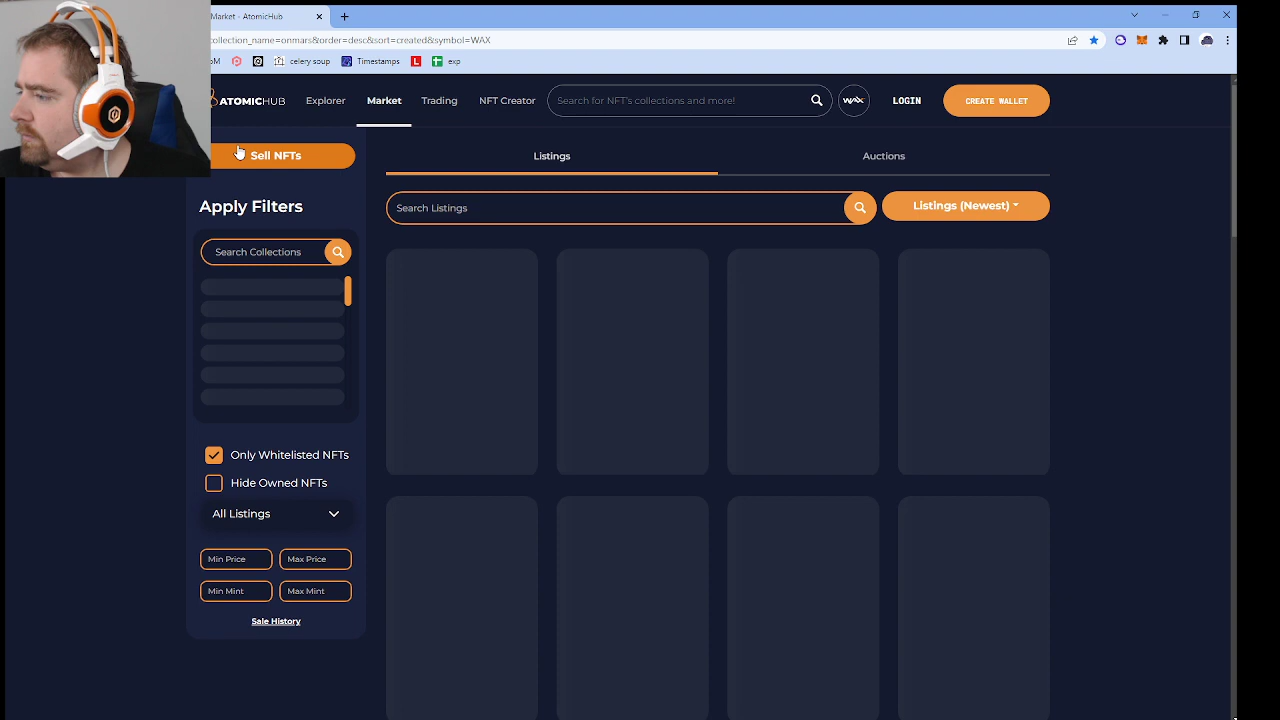 Market - AtomicHub
collection_name=onmars&order=desc&sort=created&symbol=WAX
celery soup
Timestamps
L
exp
ATOMICHUB
Explorer
Market
Trading
NFT Creator
Search for NFT's collections and more!
WAX
LOGIN
CREATE WALLET
Sell NFTs
Listings
Auctions
Apply Filters
Search Listings
Listings (Newest)
Search Collections
Only Whitelisted NFTs
Hide Owned NFTs
All Listings
Min Price
Max Price
Min Mint
Max Mint
Sale History